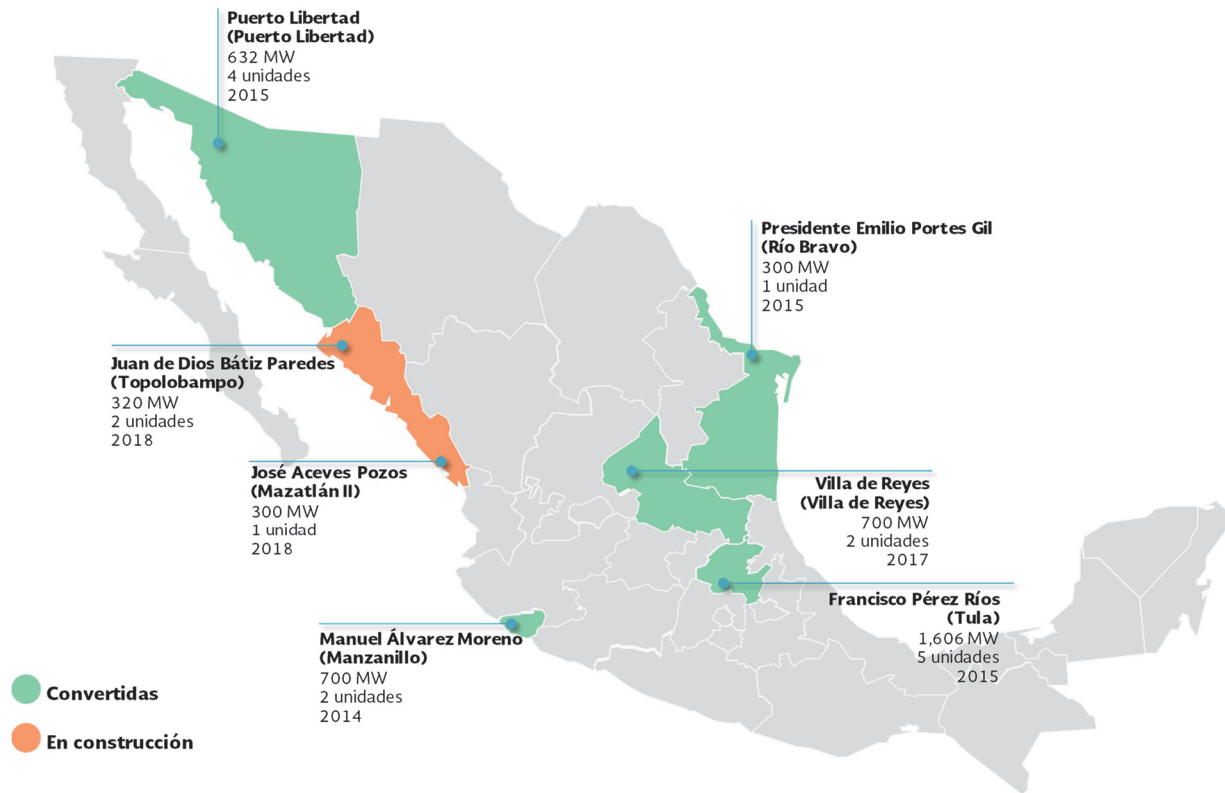 Puerto Libertad
(Puerto Libertad)
632 MW
4 unidades
2015
Presidente Emilio Portes Gil
(Río Bravo)
300 MW
1 unidad
2015
Juan de Dios Bátiz Paredes
(Topolobampo)
320 MW
2 unidades
2018
José Aceves Pozos
(Mazatlán II)
300 MW
1 unidad
2018
Villa de Reyes
(Villa de Reyes)
700 MW
2 unidades
2017
Francisco Pérez Ríos
(Tula)
1,606 MW
5 unidades
2015
Manuel Álvarez Moreno
(Manzanillo)
700 MW
2 unidades
2014
Convertidas
En construcción